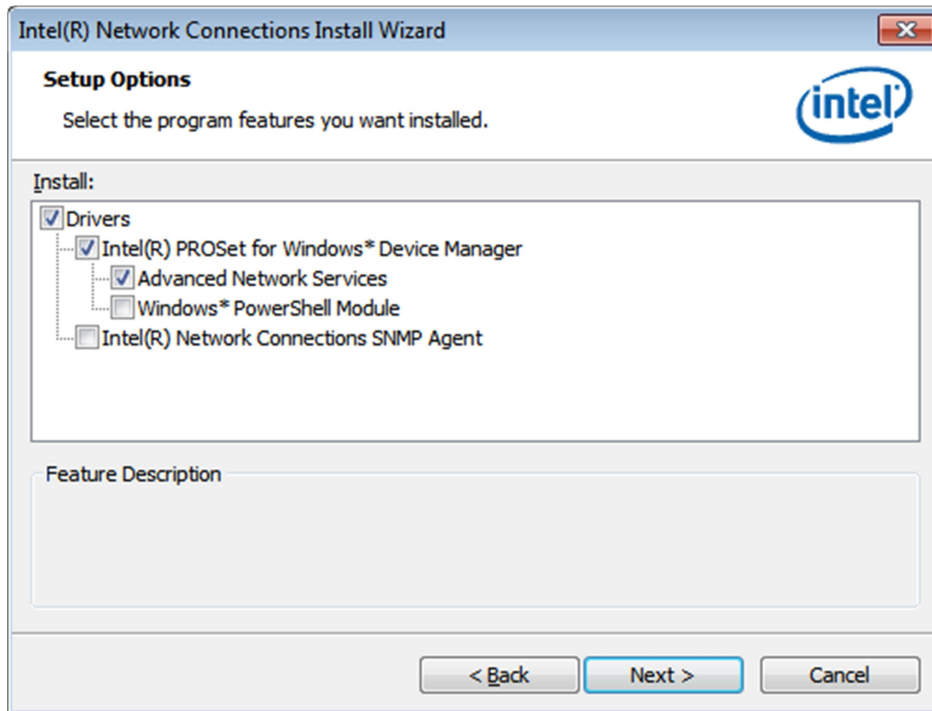 Intel(R) Network Connections Install Wizard
Setup Options
Select the program features you want installed.
intel
Install:
Drivers
Intel(R) PROSet for Windows* Device Manager
Advanced Network Services
Windows* PowerShell Module
Intel(R) Network Connections SNMP Agent
Feature Description
< Back
Next >
Cancel